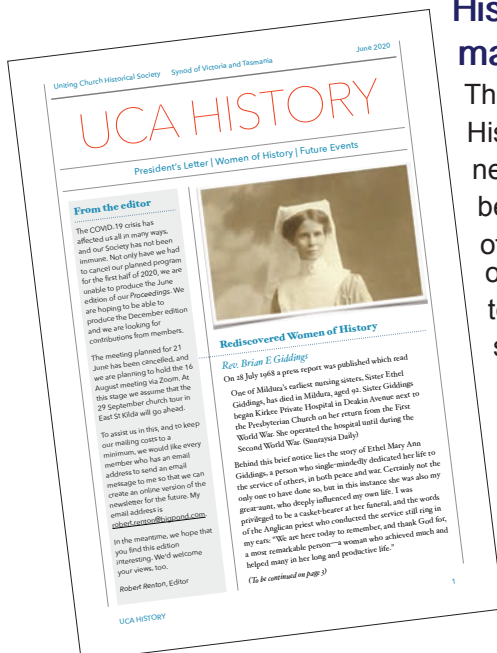 His
ma
Th
His
ne
be
of
o
t
s
Uniting Church Historical Society Synod of Victoria and Tasmania June 2020
UCA HISTORY
President's Letter | Women of History | Future Events
From the editor
The COVID.19 crisis has
affected us all in many ways,
and our Society has not been
immune. Not only have we had
to cancel our planned program
for the first half of 2020, we are
unable to produce the June
edition of our Proceedings. We
are hoping to be able to
produce the December edition
and we are looking for
contributions from members.
The meeting planned for 21
June has been cancelled, and
we are planning to hold the 16
August meeting via Zoom. At
this stage we assume that the
29 September church tour in
East St Kilda will go ahead.
To assist us in this, and to keep
our mailing costs to a
minimum, we would like every
member who has an email
address to send an email
message to me so that we can
create an online version of the
newsletter for the future. My
email address is
robert.renton@bigpond.com.
In the meantime, we hope that
you find this edition
interesting. We'd welcome
your views, too.
Robert Renton, Editor
Rediscovered Women of History
Rev. Brian E Giddings
On 28 July 1968 a press report was published which read
One of Mildura's earliest nursing sisters, Sister Ethel
Giddings, has died in Mildura, aged 92. Sister Giddings
began Kirkee Private Hospital in Deakin Avenue next to
the Presbyterian Church on her return from the First
World War. She operated the hospital until during the
Second World War. (Sunraysia Daily)
Behind this brief notice lies the story of Ethel Mary Ann
Giddings, a person who single-mindedly dedicated her life to
the service of others, in both peace and war. Certainly not the
only one to have done so, but in this instance she was also my
great-aunt, who deeply influenced my own life. I was
privileged to be a casket-bearer at her funeral, and the words
of the Anglican priest who conducted the service still ring in
my ears: "We are here today to remember, and thank God for,
a most remarkable person—a woman who achieved much and
helped many in her long and productive life."
(To be continued on page 3)
UCA HISTORY
1